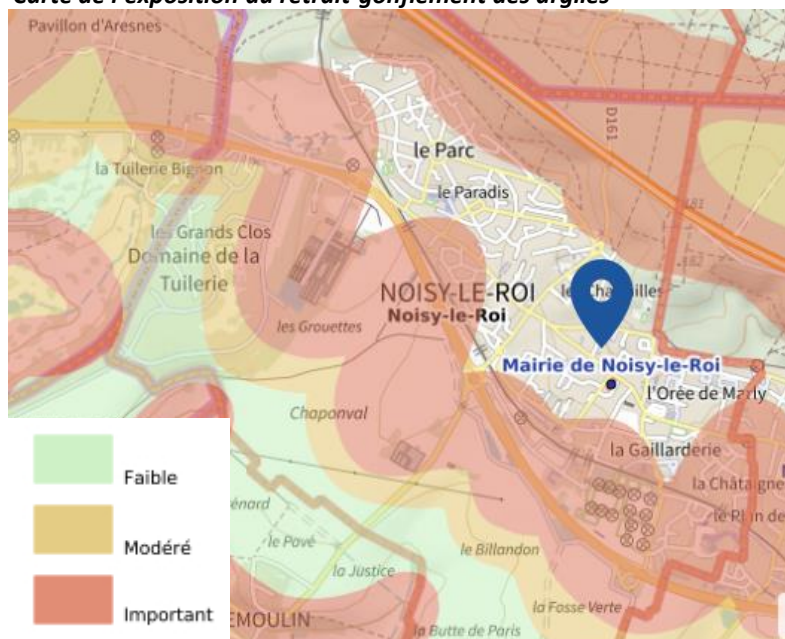 Carte de l'exposition au retrait-gonflement des argiles
Pavillon d'Aresnes
D161
le Parc
la Tuilerie Bignon
le Paradis
181
les Grands Clos
Domaine de la
Tuilerie
182
NOISY-LE-ROI
Noisy-le-Roi
les Grouettes
Mairie de Noisy-le-Roi
l'Orée de Marly
Chaponval
la Gaillarderie
Faible
la Châtaigne
Modéré
le Pavé
le Billandon
la Justice
la Fosse Verte
Important
EMOULIN
la Butte de Paris